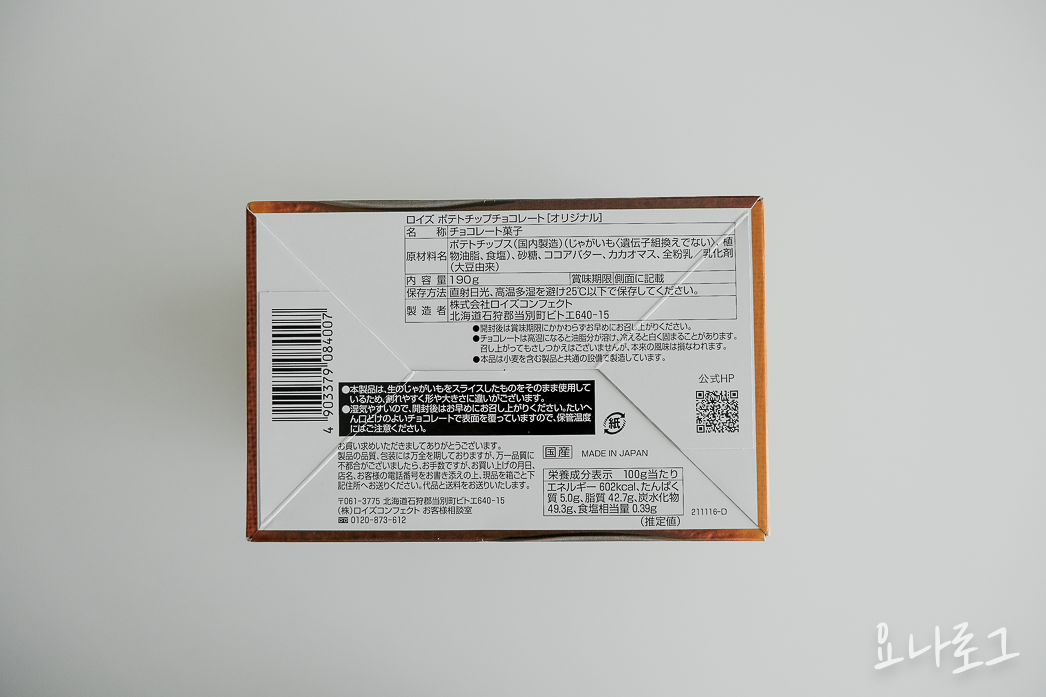 ロイズ ポテトチップチョコレート[オリジナル]
名 称 チョコレート菓子
原材料名 ポテトチップス(国内製造)(じゃがいも〈遺伝子組換えでない〉、植
物油脂、食塩)、砂糖、ココアバター、カカオマス、全粉乳/乳化剤
(大豆由来)
内 容 量 190g 賞味期限 側面に記載
保存方法 直射日光、高温多湿を避け25℃以下で保存してください。
製 造 者 株式会社ロイズコンフェクト
北海道石狩郡当別町ビトエ640-15
●開封後は賞味期限にかかわらずお早めにお召し上がりください。
●チョコレートは高温になると油脂分が溶け、冷えると白く固まることがあります。
召し上がってもさしつかえはございませんが、本来の風味は損なわれます。
●本品は小麦を含む製品と共通の設備で製造しています。
4 903379 084007
●本製品は、生のじゃがいもをスライスしたものをそのまま使用して
いるため、割れやすく形や大きさに違いがございます。
●湿気やすいので、開封後はお早めにお召し上がりください。たいへ
ん口どけのよいチョコレートで表面を覆っていますので、保管温度
にはご注意ください。
紙
公式HP
お買い求めいただきましてありがとうございます。
製品の品質、包装には万全を期しておりますが、万一品質に
不都合がございましたら、お手数ですが、お買い上げの月日、
店名、お客様の電話番号をお書き添えの上、現品を箱ごと下
記住所へお送りください。代品と送料をお送りいたします。
〒061-3775 北海道石狩郡当別町ビトエ640-15
(株)ロイズコンフェクト お客様相談室
0120-873-612
国産 MADE IN JAPAN
栄養成分表示 100g当たり
エネルギー 602kcal、たんぱく
質 5.0g、脂質 42.7g、炭水化物
49.3g、食塩相当量 0.39g
(推定値)
211116-D
요나로그